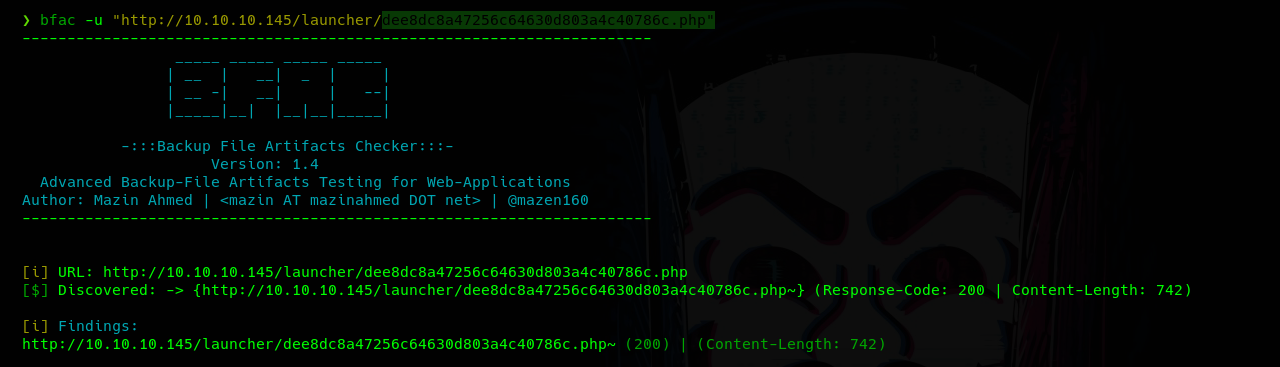 ❯ bfac -u "http://10.10.10.145/launcher/dee8dc8a47256c64630d803a4c40786c.php"
----------------------------------------------------------------------
 _____ _____ _____ _____
| __  |   __|  _  |     |
| __ -|   __|     |   --|
|_____|__|  |__|__|_____|
-:::Backup File Artifacts Checker:::-
Version: 1.4
Advanced Backup-File Artifacts Testing for Web-Applications
Author: Mazin Ahmed | <mazin AT mazinahmed DOT net> | @mazen160
----------------------------------------------------------------------
[i] URL: http://10.10.10.145/launcher/dee8dc8a47256c64630d803a4c40786c.php
[$] Discovered: -> {http://10.10.10.145/launcher/dee8dc8a47256c64630d803a4c40786c.php~} (Response-Code: 200 | Content-Length: 742)
[i] Findings:
http://10.10.10.145/launcher/dee8dc8a47256c64630d803a4c40786c.php~ (200) | (Content-Length: 742)